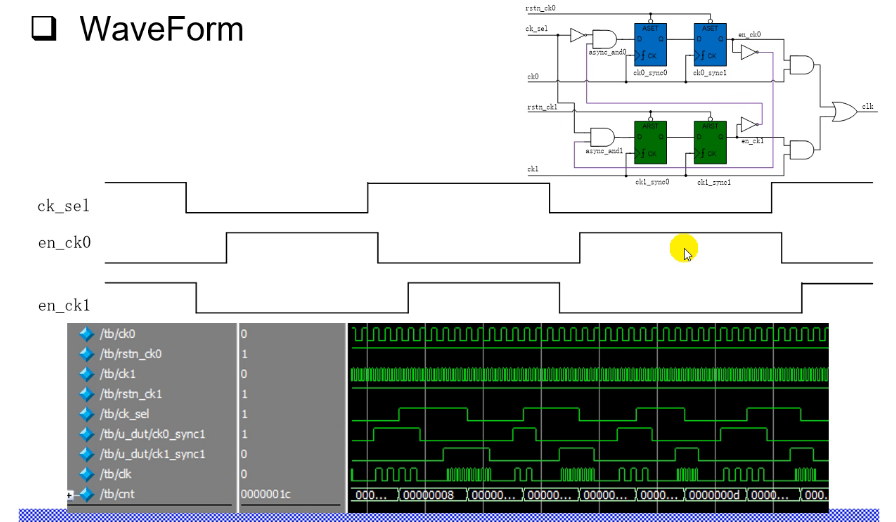 WaveForm
rstn_ck0
ck_sel
ASET
ASET
en_ck0
D Q
D Q
async_and0
CK
CK
ck0
ck0_sync0
ck0_sync1
clk
rstn_ck1
ARST
ARST
D Q
D Q
async_and1
en_ck1
CK
CK
ck1
ck1_sync0
ck1_sync1
ck_sel
en_ck0
en_ck1
/tb/ck0 0
/tb/rstn_ck0 1
/tb/ck1 0
/tb/rstn_ck1 1
/tb/ck_sel 1
/tb/u_dut/ck0_sync1 1
/tb/u_dut/ck1_sync1 0
/tb/clk 0
/tb/cnt 0000001c 000... 00000008 00000... 00000... 00000... 0000... 0000000d 0000... 000.